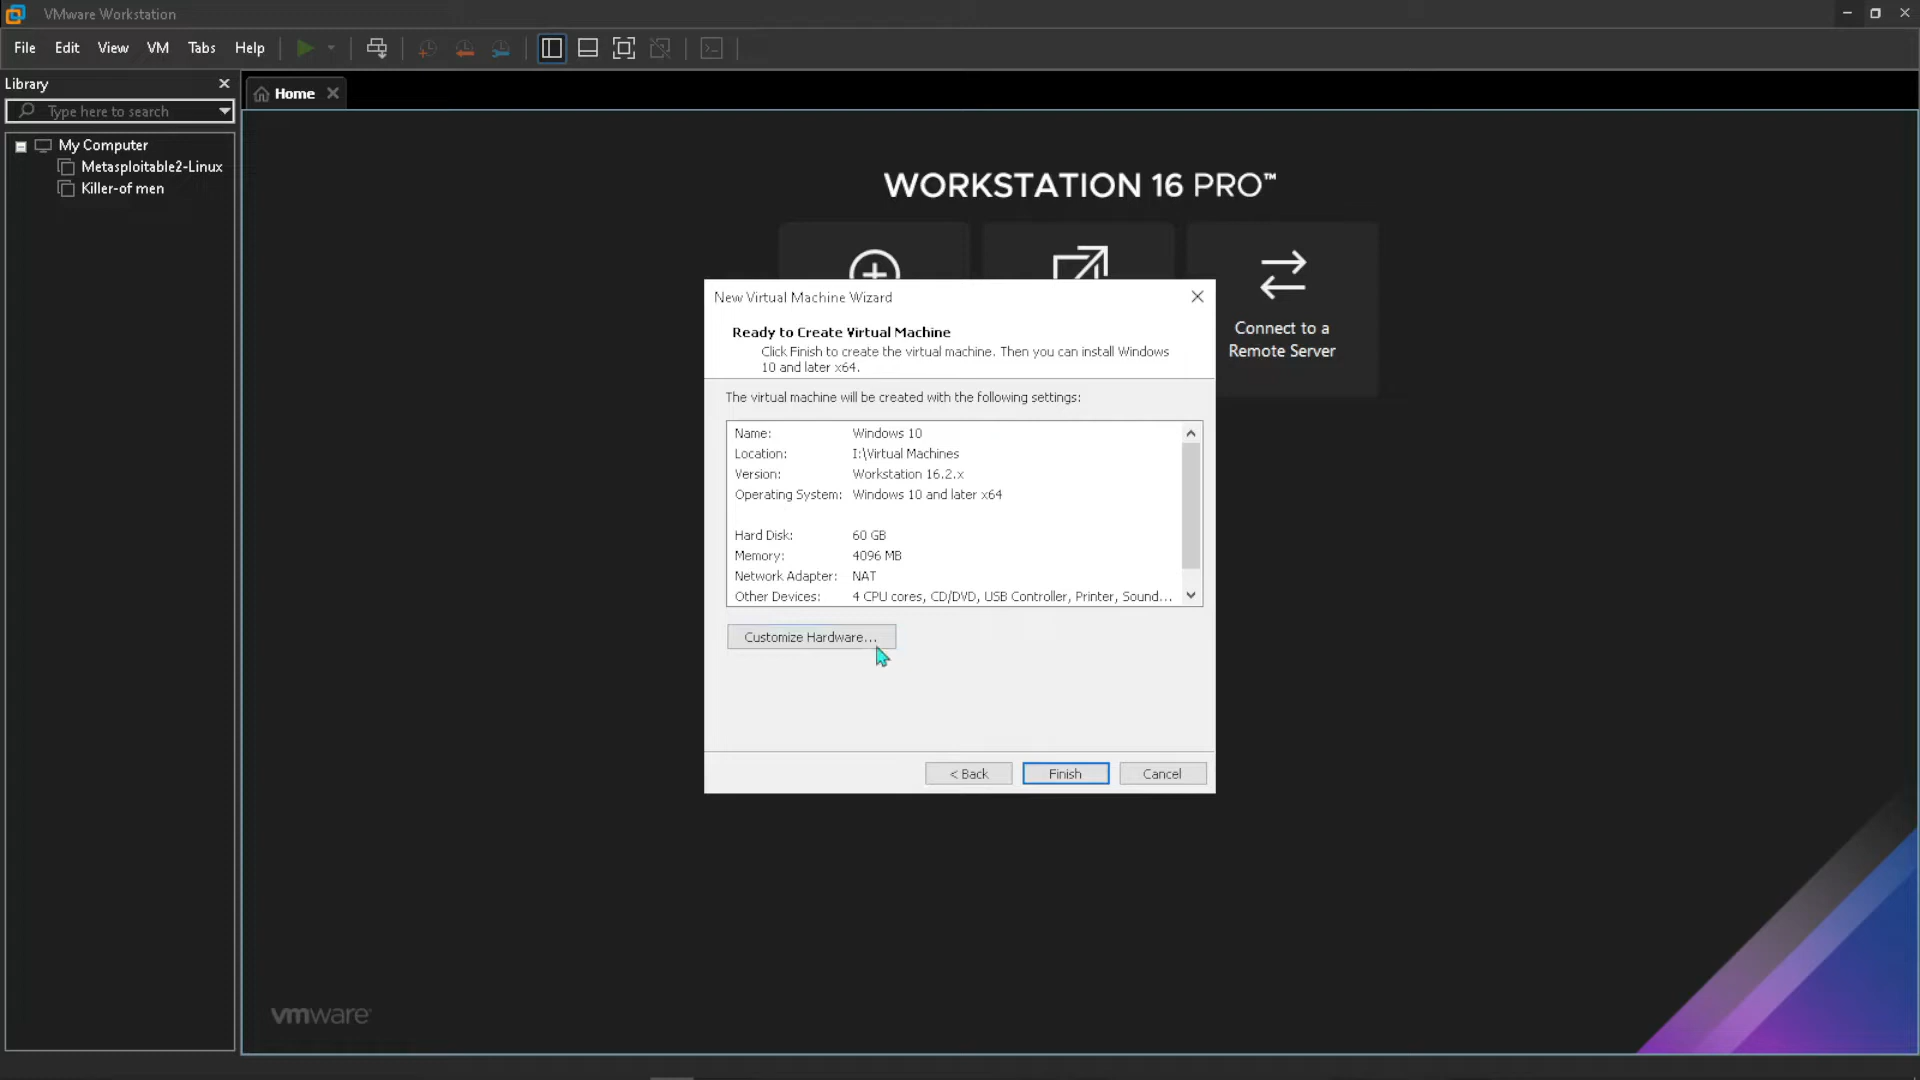 VMware Workstation
File Edit View VM Tabs Help
Library
Type here to search
Home
My Computer
Metasploitable2-Linux
Killer-of men
WORKSTATION 16 PRO™
Connect to a
Remote Server
New Virtual Machine Wizard
Ready to Create Virtual Machine
Click Finish to create the virtual machine. Then you can install Windows
10 and later x64.
The virtual machine will be created with the following settings:
Name: Windows 10
Location: I:\Virtual Machines
Version: Workstation 16.2.x
Operating System: Windows 10 and later x64
Hard Disk: 60 GB
Memory: 4096 MB
Network Adapter: NAT
Other Devices: 4 CPU cores, CD/DVD, USB Controller, Printer, Sound...
Customize Hardware...
< Back Finish Cancel
vmware